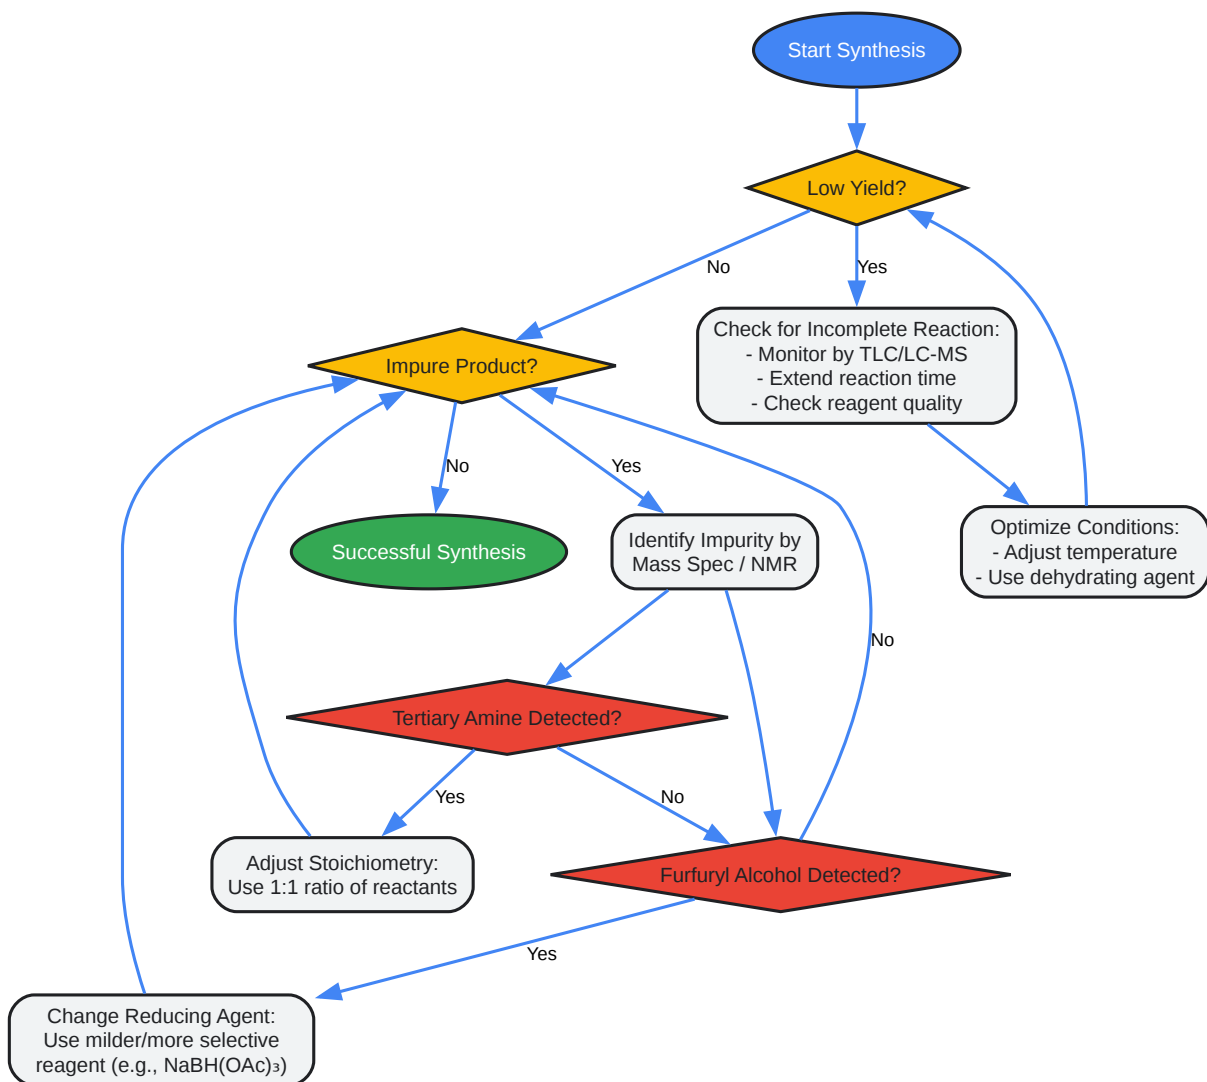 Start Synthesis
Low Yield?
No
Yes
Check for Incomplete Reaction:
- Monitor by TLC/LC-MS
- Extend reaction time
- Check reagent quality
Impure Product?
No
Yes
Successful Synthesis
Identify Impurity by
Mass Spec / NMR
Optimize Conditions:
- Adjust temperature
- Use dehydrating agent
No
Tertiary Amine Detected?
Yes
No
Adjust Stoichiometry:
Use 1:1 ratio of reactants
Furfuryl Alcohol Detected?
Yes
Change Reducing Agent:
Use milder/more selective
reagent (e.g., NaBH(OAc)₃)